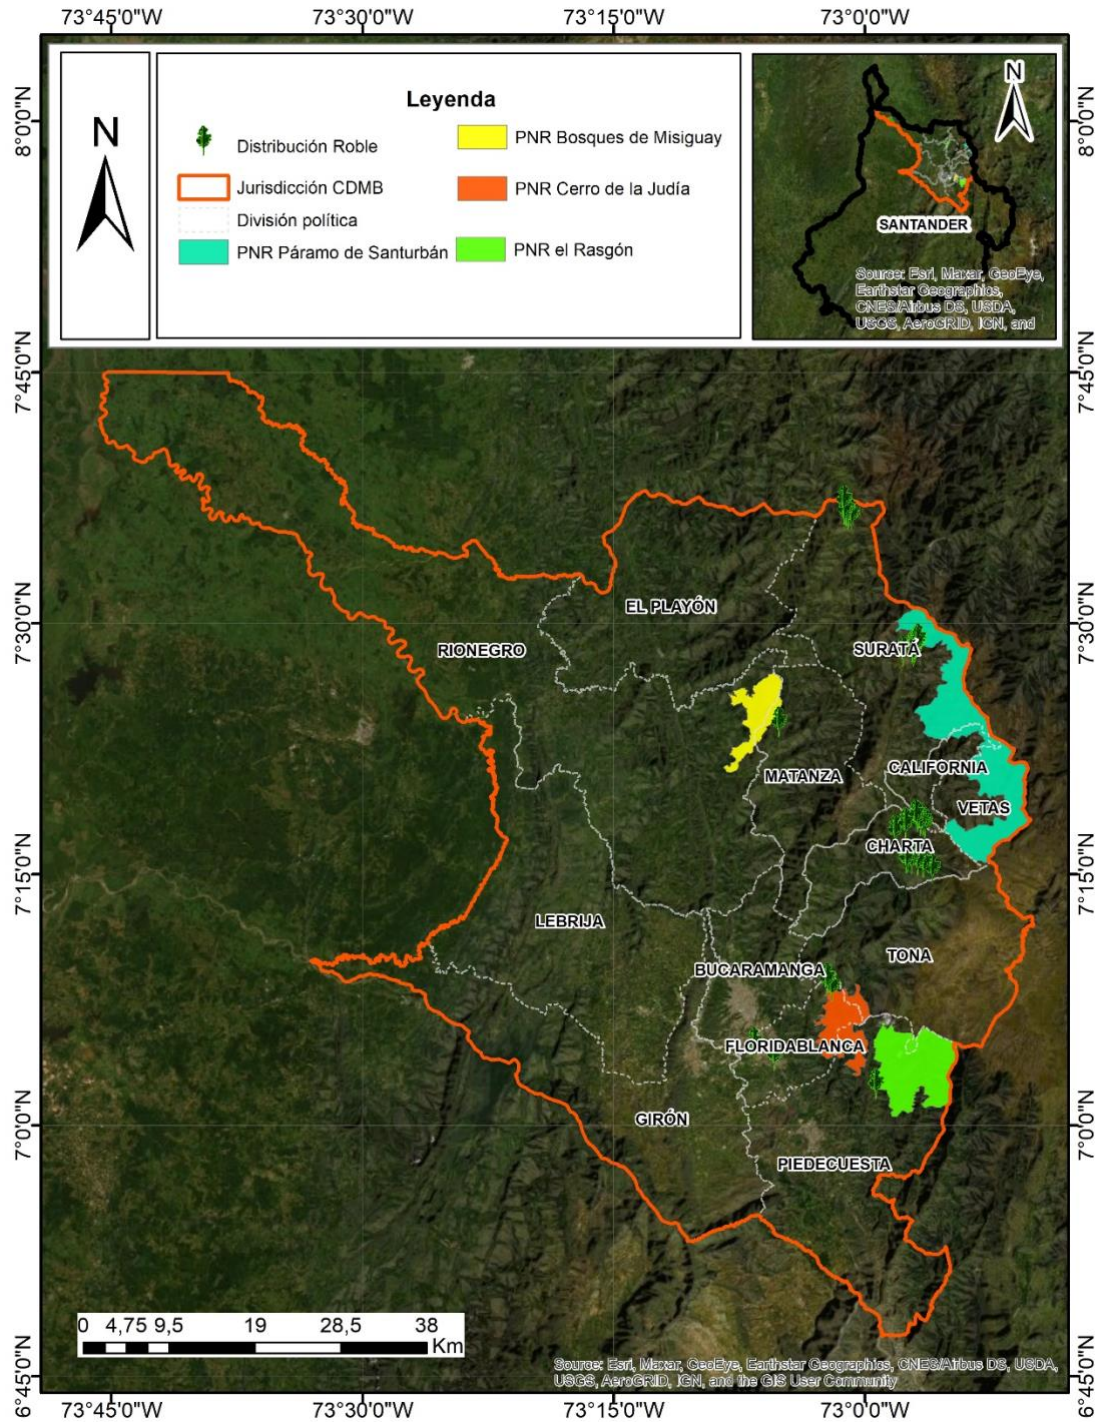 73°45'0"W 73°30'0"W 73°15'0"W 73°0'0"W
8°0'0"N
8°0'0"N
N
Leyenda
Distribución Roble
Jurisdicción CDMB
División política
PNR Páramo de Santurbán
PNR Bosques de Misiguay
PNR Cerro de la Judía
PNR el Rasgón
N
SANTANDER
Source: Esri, Maxar, GeoEye,
Earthstar Geographics,
CNES/Airbus DS, USDA,
USGS, AeroGRID, IGN, and
7°45'0"N
7°45'0"N
EL PLAYÓN
7°30'0"N
7°30'0"N
RIONEGRO
SURATÁ
CALIFORNIA
MATANZA
VETAS
CHARTA
7°15'0"N
7°15'0"N
LEBRIJA
TONA
BUCARAMANGA
FLORIDABLANCA
GIRÓN
7°0'0"N
7°0'0"N
PIEDECUESTA
0 4,75 9,5 19 28,5 38
Km
Source: Esri, Maxar, GeoEye, Earthstar Geographics, CNES/Airbus DS, USDA,
USGS, AeroGRID, IGN, and the GIS User Community
6°45'0"N
6°45'0"N
73°45'0"W 73°30'0"W 73°15'0"W 73°0'0"W